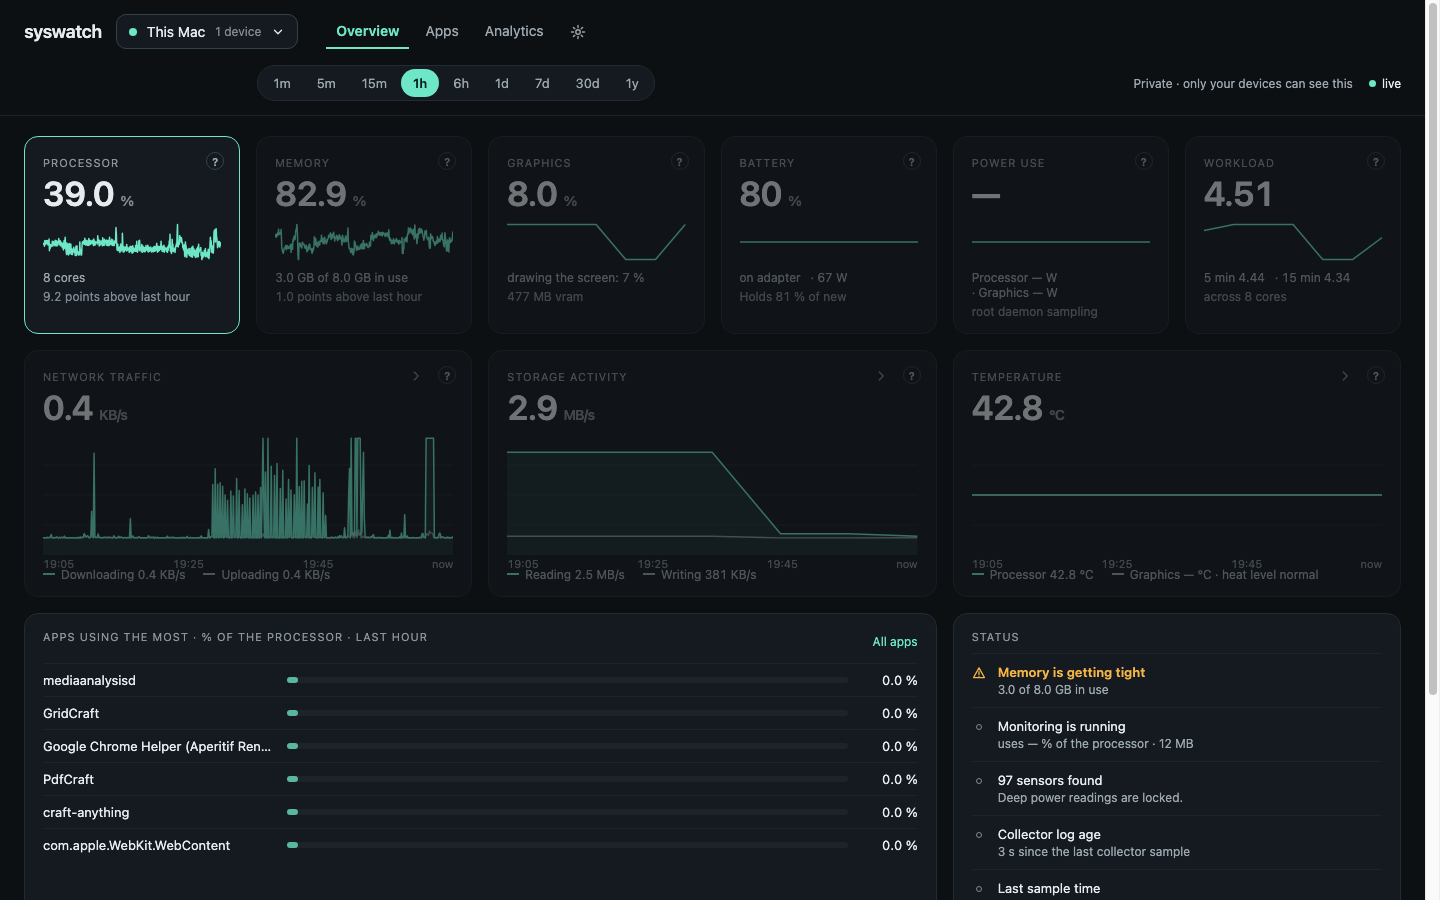 syswatch
This Mac 1 device
Overview Apps Analytics
1m 5m 15m 1h 6h 1d 7d 30d 1y
Private · only your devices can see this live
PROCESSOR ?
39.0 %
8 cores
9.2 points above last hour
MEMORY ?
82.9 %
3.0 GB of 8.0 GB in use
1.0 points above last hour
GRAPHICS ?
8.0 %
drawing the screen: 7 %
477 MB vram
BATTERY ?
80 %
on adapter · 67 W
Holds 81 % of new
POWER USE ?
—
Processor — W
· Graphics — W
root daemon sampling
WORKLOAD ?
4.51
5 min 4.44 · 15 min 4.34
across 8 cores
NETWORK TRAFFIC ?
0.4 KB/s
19:05 19:25 19:45 now
Downloading 0.4 KB/s Uploading 0.4 KB/s
STORAGE ACTIVITY ?
2.9 MB/s
19:05 19:25 19:45 now
Reading 2.5 MB/s Writing 381 KB/s
TEMPERATURE ?
42.8 °C
19:05 19:25 19:45 now
Processor 42.8 °C Graphics — °C · heat level normal
APPS USING THE MOST · % OF THE PROCESSOR · LAST HOUR
All apps
mediaanalysisd 0.0 %
GridCraft 0.0 %
Google Chrome Helper (Aperitif Ren... 0.0 %
PdfCraft 0.0 %
craft-anything 0.0 %
com.apple.WebKit.WebContent 0.0 %
STATUS
Memory is getting tight
3.0 of 8.0 GB in use
Monitoring is running
uses — % of the processor · 12 MB
97 sensors found
Deep power readings are locked.
Collector log age
3 s since the last collector sample
Last sample time